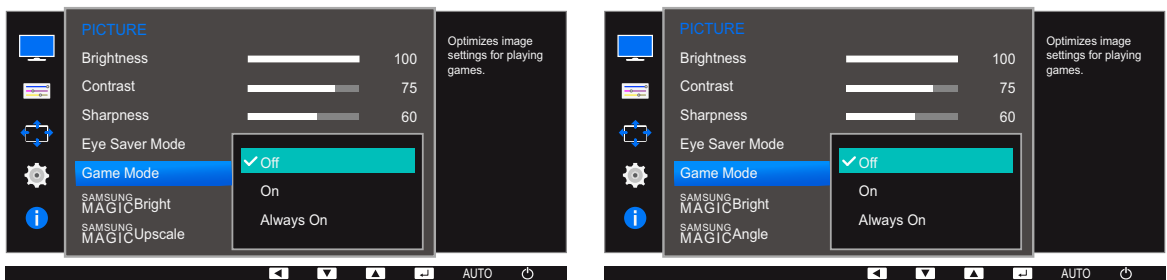 PICTURE
Brightness 100
Contrast 75
Sharpness 60
Eye Saver Mode
Game Mode
SAMSUNG
MAGICBright
SAMSUNG
MAGICUpscale
Off
On
Always On
Optimizes image
settings for playing
games.
AUTO
PICTURE
Brightness 100
Contrast 75
Sharpness 60
Eye Saver Mode
Game Mode
SAMSUNG
MAGICBright
SAMSUNG
MAGICAngle
Off
On
Always On
Optimizes image
settings for playing
games.
AUTO